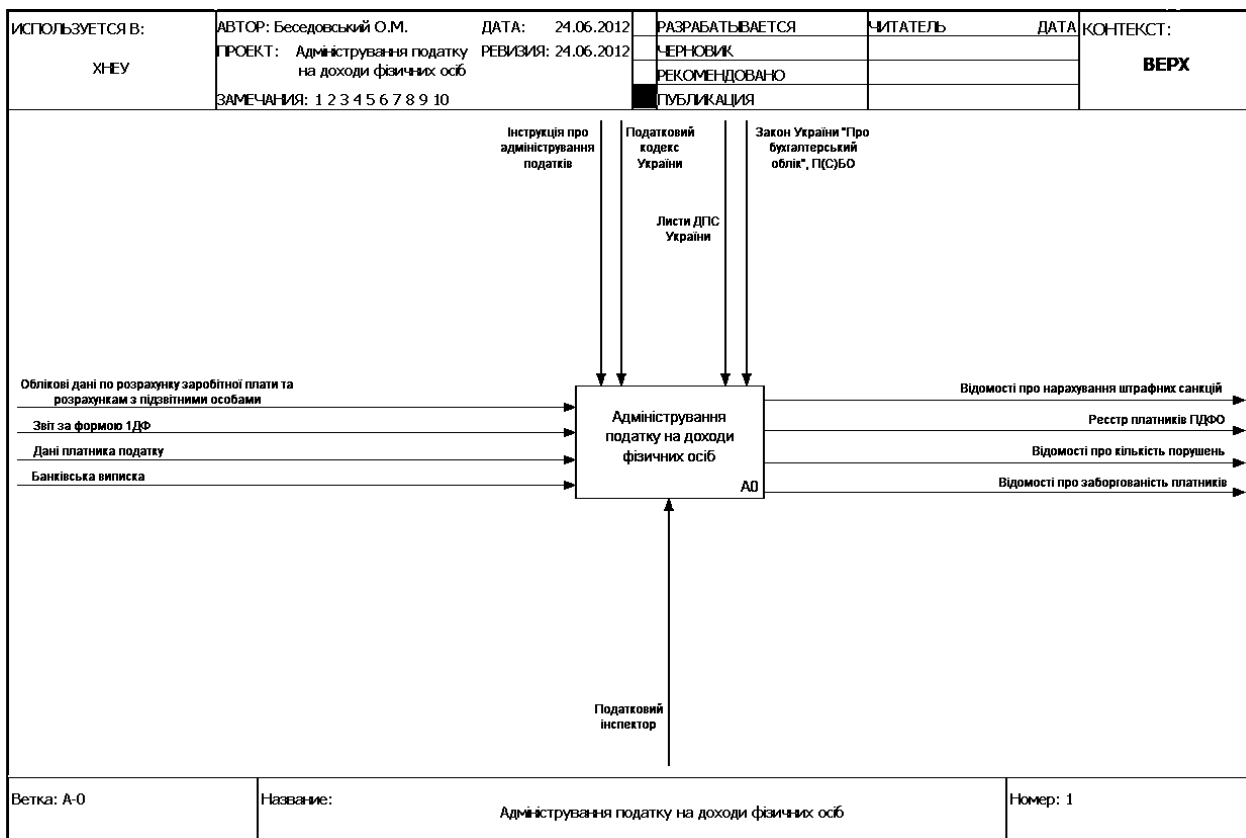 ИСПОЛЬЗУЕТСЯ В:
ХНЕУ
АВТОР: Беседовський О.М.
ДАТА: 24.06.2012
ПРОЕКТ: Адміністрування податку
на доходи фізичних осіб
РЕВИЗИЯ: 24.06.2012
ЗАМЕЧАНИЯ: 1 2 3 4 5 6 7 8 9 10
РАЗРАБАТЫВАЕТСЯ
ЧЕРНОВИК
РЕКОМЕНДОВАНО
ПУБЛИКАЦИЯ
ЧИТАТЕЛЬ
ДАТА
КОНТЕКСТ:
ВЕРХ
Інструкція про
адміністрування
податків
Податковий
кодекс
України
Закон України "Про
бухгалтерський
облік", П(С)БО
Листи ДПС
України
Облікові дані по розрахунку заробітної плати та
розрахункам з підзвітними особами
Звіт за формою 1ДФ
Дані платника податку
Банківська виписка
Адміністрування
податку на доходи
фізичних осіб
A0
Відомості про нарахування штрафних санкцій
Реєстр платників ПДФО
Відомості про кількість порушень
Відомості про заборгованість платників
Податковий
інспектор
Ветка: A-0
Название:
Адміністрування податку на доходи фізичних осіб
Номер: 1